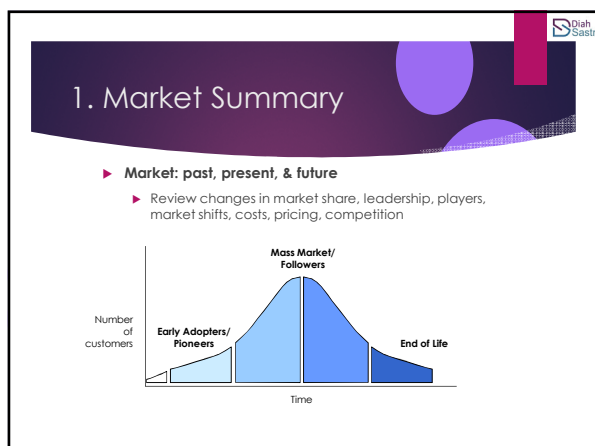 Diah
Sastr
1. Market Summary
Market: past, present, & future
Review changes in market share, leadership, players,
market shifts, costs, pricing, competition
Mass Market/
Followers
Number
of
customers
Early Adopters/
Pioneers
End of Life
Time